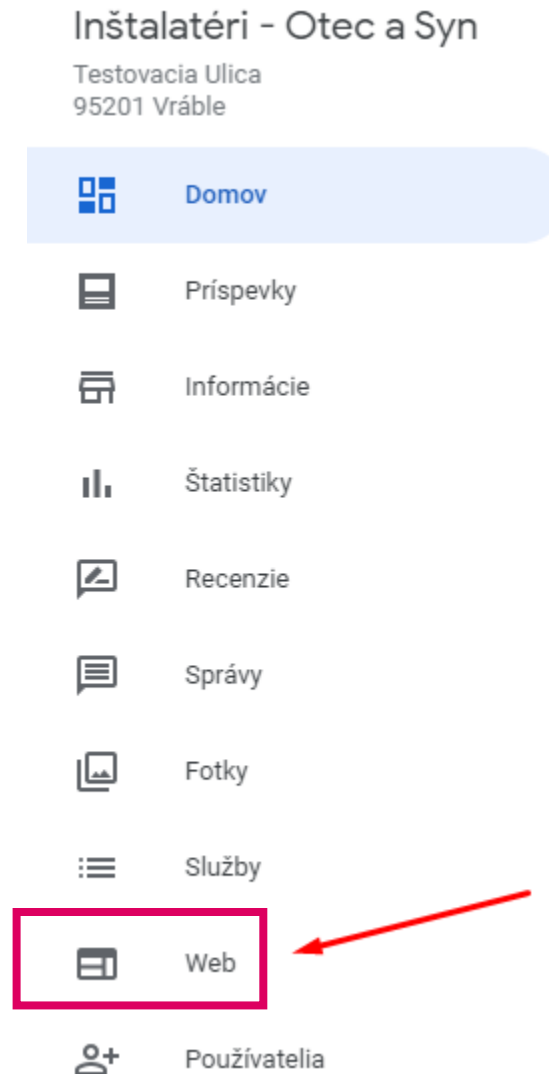 Inštalatéri - Otec a Syn
Testovacia Ulica
95201 Vráble
Domov
Príspevky
Informácie
Štatistiky
Recenzie
Správy
Fotky
Služby
Web
Používatelia